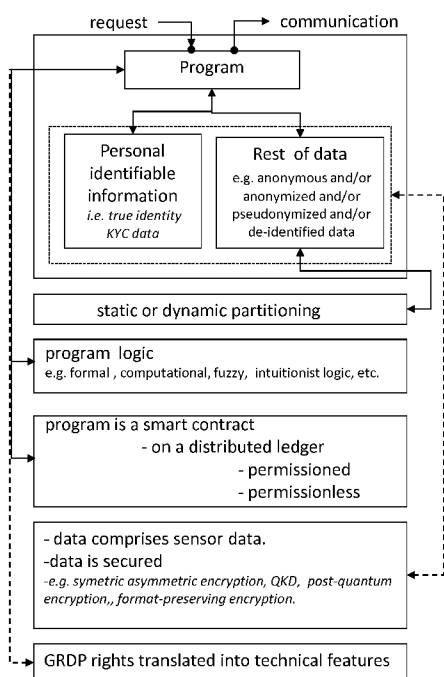 request
communication
Program
Personal
identifiable
information
i.e. true identity
KYC data
Rest of data
e.g. anonymous and/or
anonymized and/or
pseudonymized and/or
de-identified data
static or dynamic partitioning
program logic
e.g. formal , computational, fuzzy, intuitionist logic, etc.
program is a smart contract
- on a distributed ledger
- permissioned
- permissionless
- data comprises sensor data.
-data is secured
-e.g. symetric asymmetric encryption, QKD, post-quantum
encryption,, format-preserving encryption.
GRDP rights translated into technical features